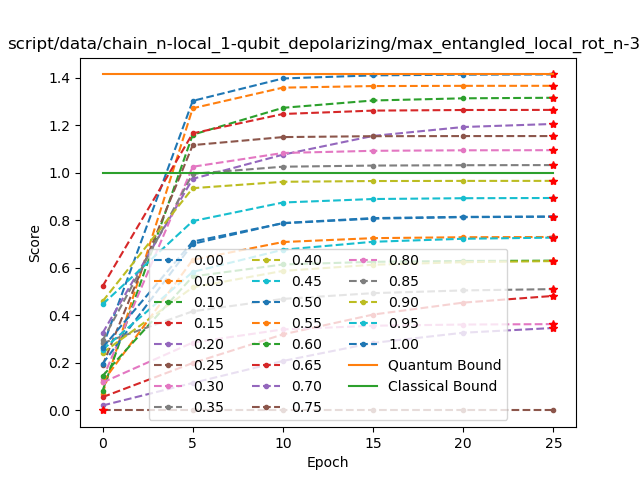 script/data/chain_n-local_1-qubit_depolarizing/max_entangled_local_rot_n-3
Score
1.4
1.2
1.0
0.8
0.6
0.4
0.2
0.0
0.00 0.40 0.80
0.05 0.45 0.85
0.10 0.50 0.90
0.15 0.55 0.95
0.20 0.60 1.00
0.25 0.65 Quantum Bound
0.30 0.70 Classical Bound
0.35 0.75
0 5 10 15 20 25
Epoch